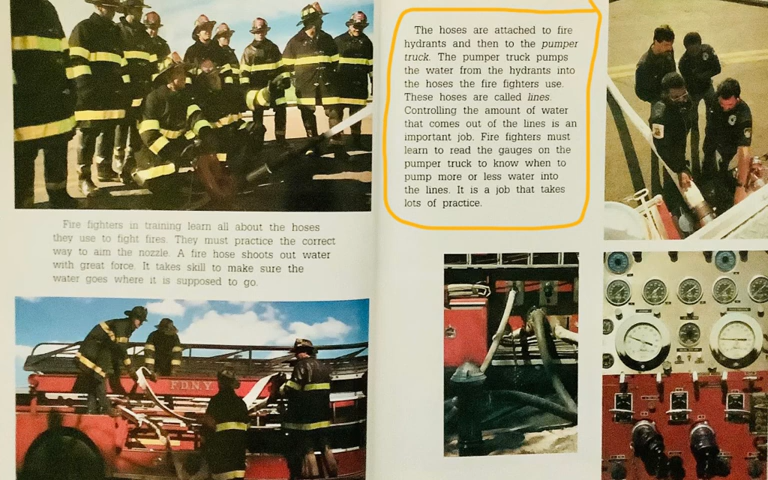 Fire fighters in training learn all about the hoses
they use to fight fires. They must practice the correct
way to aim the nozzle. A fire hose shoots out water
with great force. It takes skill to make sure the
water goes where it is supposed to go.
F.D.N.Y
The hoses are attached to fire
hydrants and then to the pumper
truck. The pumper truck pumps
the water from the hydrants into
the hoses the fire fighters use.
These hoses are called lines.
Controlling the amount of water
that comes out of the lines is an
important job. Fire fighters must
learn to read the gauges on the
pumper truck to know when to
pump more or less water into
the lines. It is a job that takes
lots of practice.